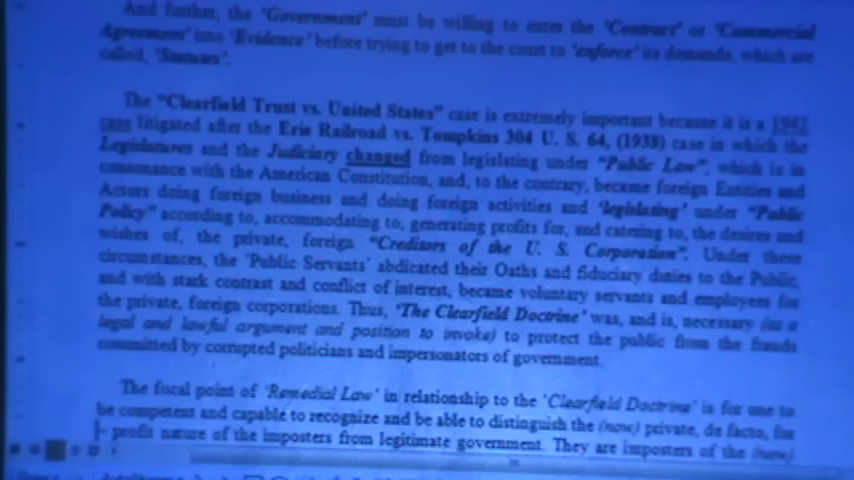 And further, the 'Government' must be willing to enter the 'Contract' or 'Commercial
Agreement' into 'Evidence' before trying to get to the court to 'enforce' its demands, which are
called, 'Statutes'.
The "Clearfield Trust vs. United States" case is extremely important because it is a 1942
case litigated after the Erie Railroad vs. Tompkins 304 U. S. 64, (1938) case in which the
Legislatures and the Judiciary changed from legislating under "Public Law", which is in
consonance with the American Constitution, and, to the contrary, became foreign Entities and
Actors doing foreign business and doing foreign activities and 'legislating' under "Public
Policy" according to, accommodating to, generating profits for, and catering to, the desires and
wishes of, the private, foreign "Creditors of the U. S. Corporation". Under these
circumstances, the 'Public Servants' abdicated their Oaths and fiduciary duties to the Public,
and with stark contrast and conflict of interest, became voluntary servants and employees for
the private, foreign corporations. Thus, 'The Clearfield Doctrine' was, and is, necessary (as a
legal and lawful argument and position to invoke) to protect the public from the frauds
committed by corrupted politicians and impersonators of government.
The focal point of 'Remedial Law' in relationship to the 'Clearfield Doctrine' is for one to
be competent and capable to recognize and be able to distinguish the (now) private, de facto, for
- profit nature of the imposters from legitimate government. They are imposters of the (now)